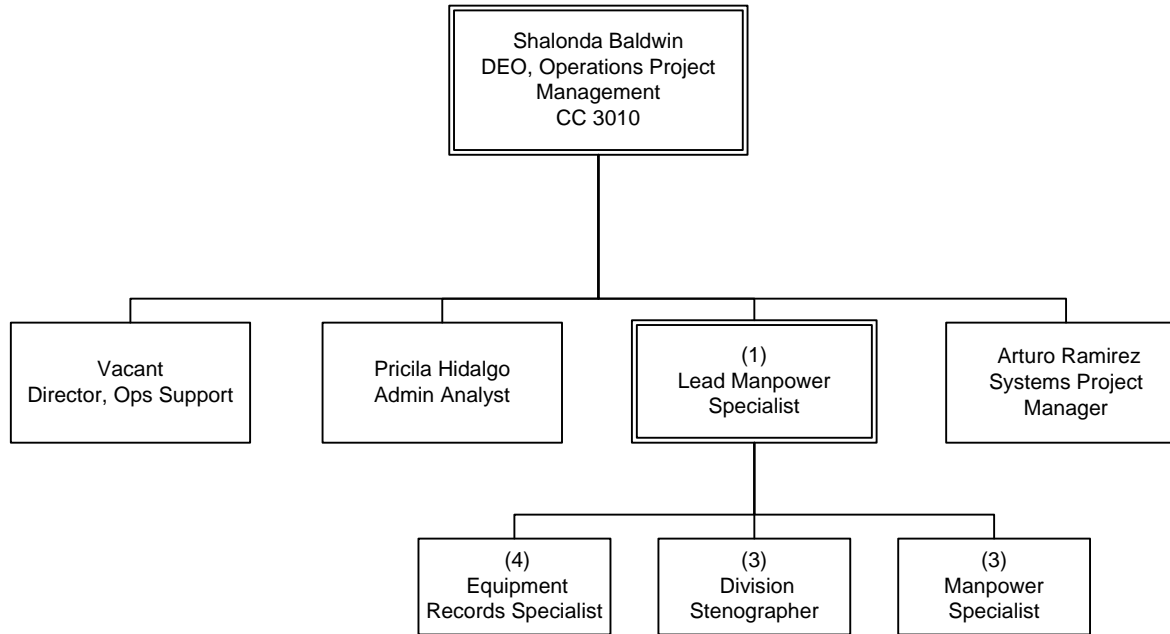 Shalonda Baldwin
DEO, Operations Project
Management
CC 3010
Vacant
Director, Ops Support
Pricila Hidalgo
Admin Analyst
(1)
Lead Manpower
Specialist
Arturo Ramirez
Systems Project
Manager
(4)
Equipment
Records Specialist
(3)
Division
Stenographer
(3)
Manpower
Specialist